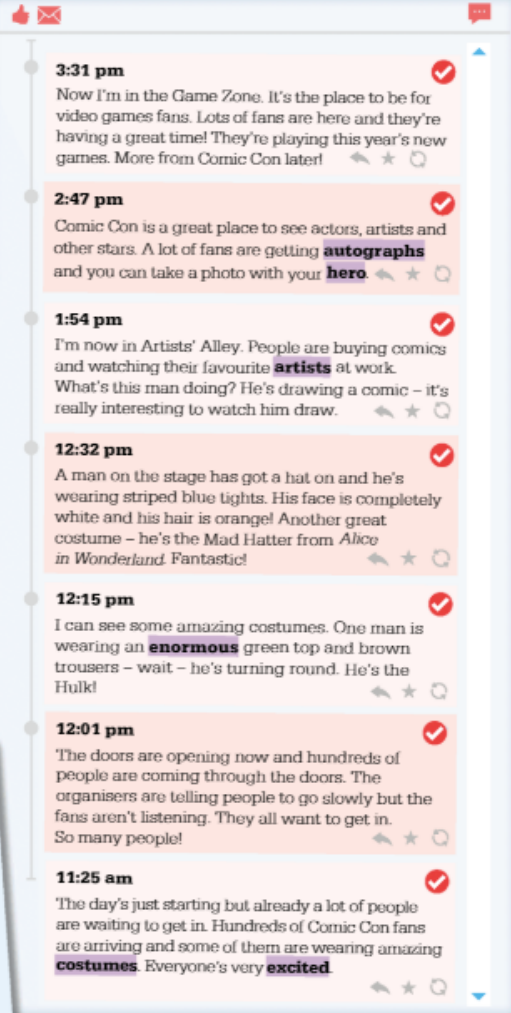 3:31 pm
Now I'm in the Game Zone. It's the place to be for
video games fans. Lots of fans are here and they're
having a great time! They're playing this year's new
games. More from Comic Con later!
2:47 pm
Comic Con is a great place to see actors, artists and
other stars. A lot of fans are getting autographs
and you can take a photo with your hero.
1:54 pm
I'm now in Artists' Alley. People are buying comics
and watching their favourite artists at work.
What's this man doing? He's drawing a comic – it's
really interesting to watch him draw.
12:32 pm
A man on the stage has got a hat on and he's
wearing striped blue tights. His face is completely
white and his hair is orange! Another great
costume – he's the Mad Hatter from Alice
in Wonderland. Fantastic!
12:15 pm
I can see some amazing costumes. One man is
wearing an enormous green top and brown
trousers – wait – he's turning round. He's the
Hulk!
12:01 pm
The doors are opening now and hundreds of
people are coming through the doors. The
organisers are telling people to go slowly but the
fans aren't listening. They all want to get in.
So many people!
11:25 am
The day's just starting but already a lot of people
are waiting to get in. Hundreds of Comic Con fans
are arriving and some of them are wearing amazing
costumes. Everyone's very excited.